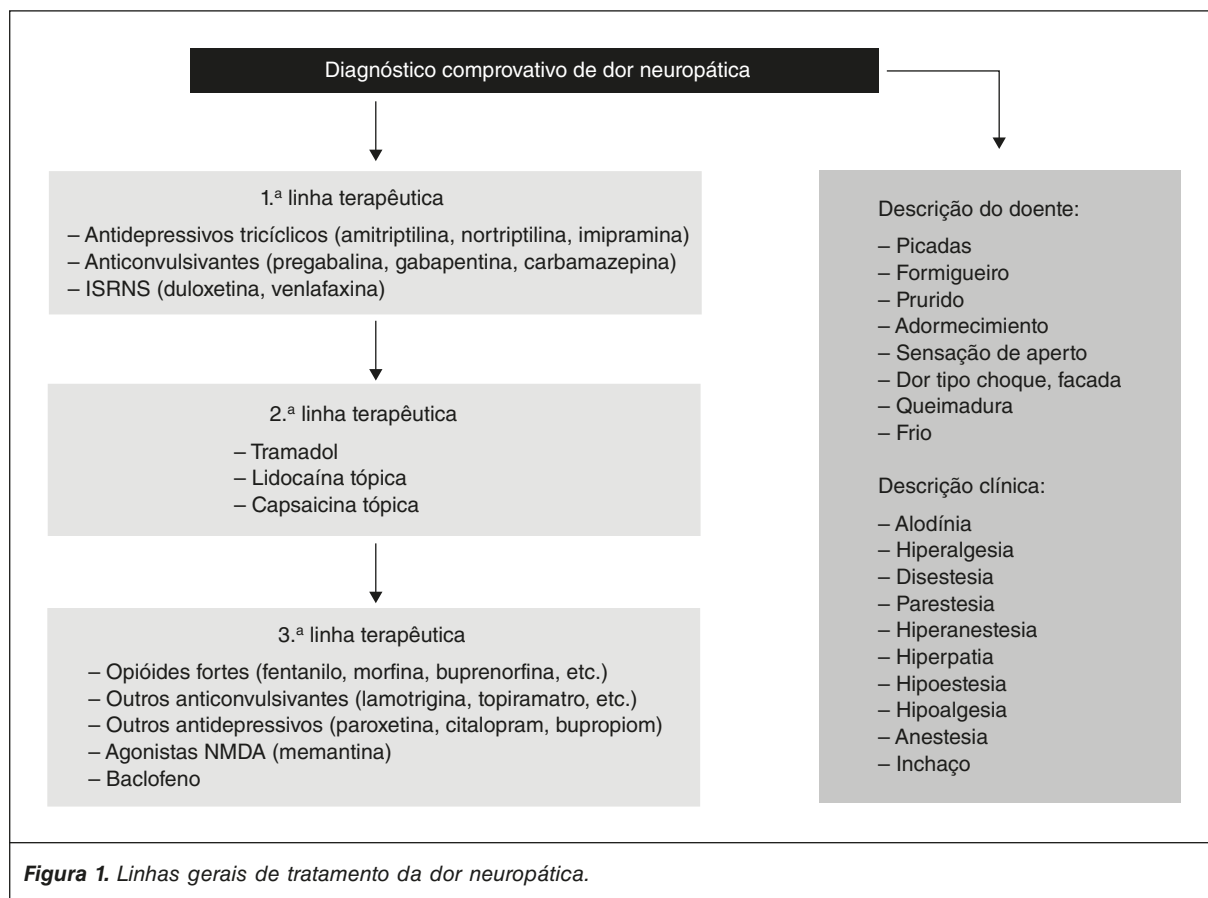 Diagnóstico comprovativo de dor neuropática
1.ª linha terapêutica
– Antidepressivos tricíclicos (amitriptilina, nortriptilina, imipramina)
– Anticonvulsivantes (pregabalina, gabapentina, carbamazepina)
– ISRNS (duloxetina, venlafaxina)
2.ª linha terapêutica
– Tramadol
– Lidocaína tópica
– Capsaicina tópica
3.ª linha terapêutica
– Opióides fortes (fentanilo, morfina, buprenorfina, etc.)
– Outros anticonvulsivantes (lamotrigina, topiramatro, etc.)
– Outros antidepressivos (paroxetina, citalopram, bupropiom)
– Agonistas NMDA (memantina)
– Baclofeno
Descrição do doente:
– Picadas
– Formigueiro
– Prurido
– Adormecimento
– Sensação de aperto
– Dor tipo choque, facada
– Queimadura
– Frio
Descrição clínica:
– Alodínia
– Hiperalgesia
– Disestesia
– Parestesia
– Hiperanestesia
– Hiperpatia
– Hipoestesia
– Hipoalgesia
– Anestesia
– Inchaço
Figura 1. Linhas gerais de tratamento da dor neuropática.